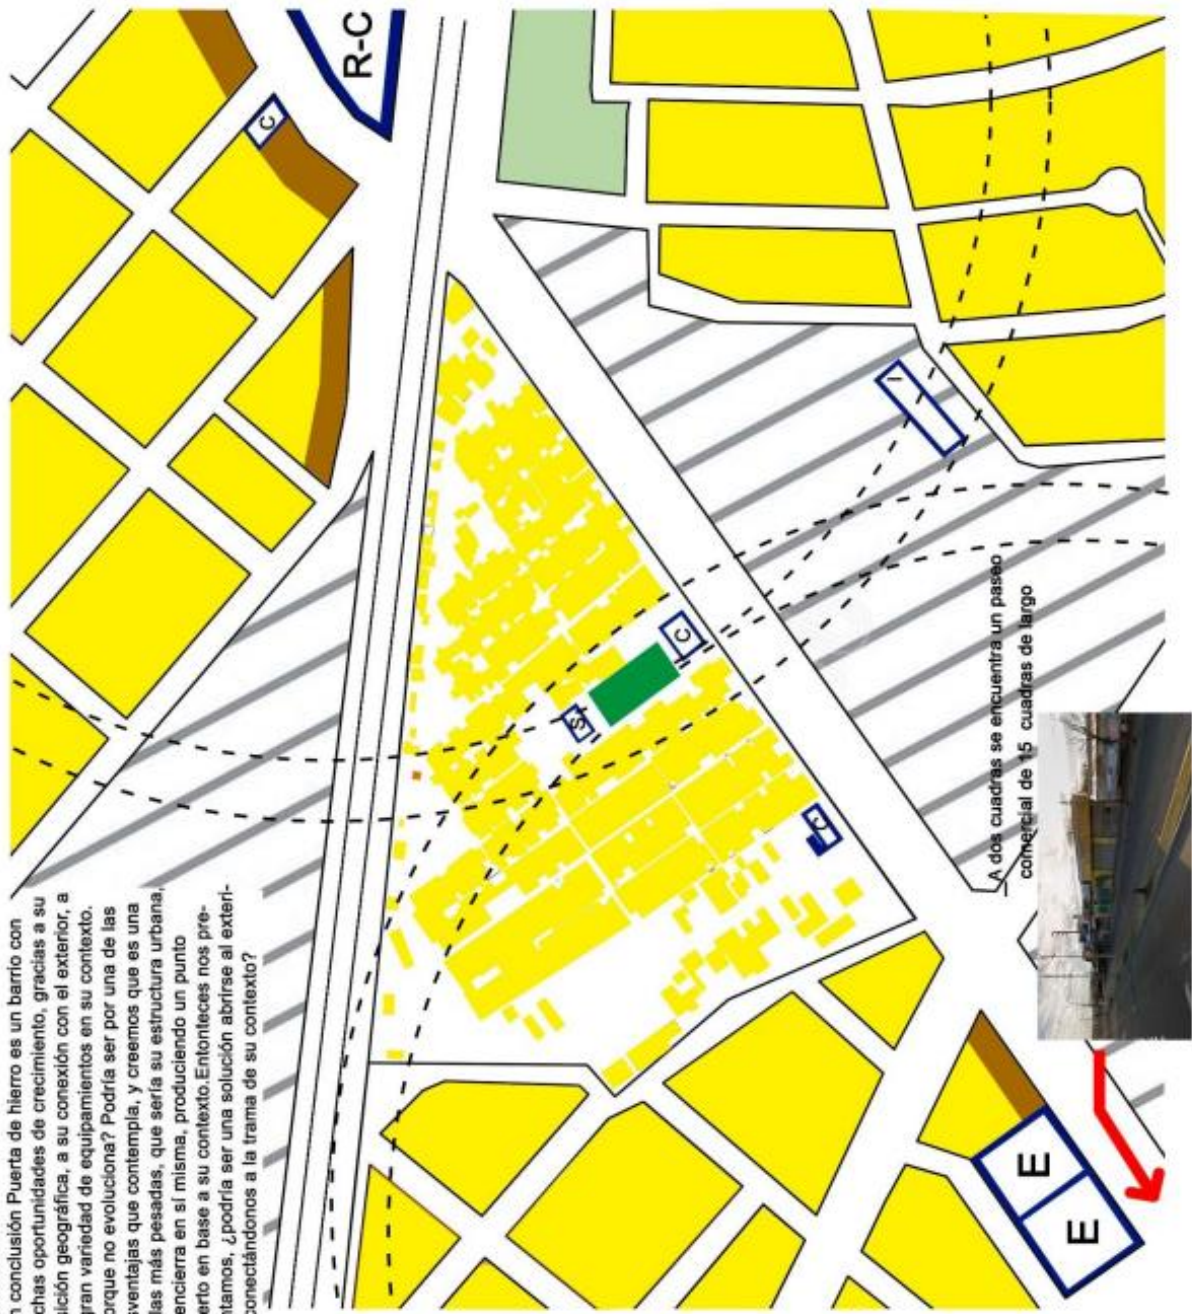 n conclusión Puerta de hierro es un barrio con
chas oportunidades de crecimiento, gracias a su
sición geográfica, a su conexión con el exterior, a
gran variedad de equipamientos en su contexto.
orque no evoluciona? Podría ser por una de las
sventajas que contempla, y creemos que es una
las más pesadas, que sería su estructura urbana,
encierra en sí misma, produciendo un punto
erto en base a su contexto.Entonteces nos pre-
ntamos, ¿podría ser una solución abrirse al exteri-
conectándonos a la trama de su contexto?
R-C
C
S
C
I
E
E
_A dos cuadras se encuentra un paseo
comercial de 15 cuadras de largo